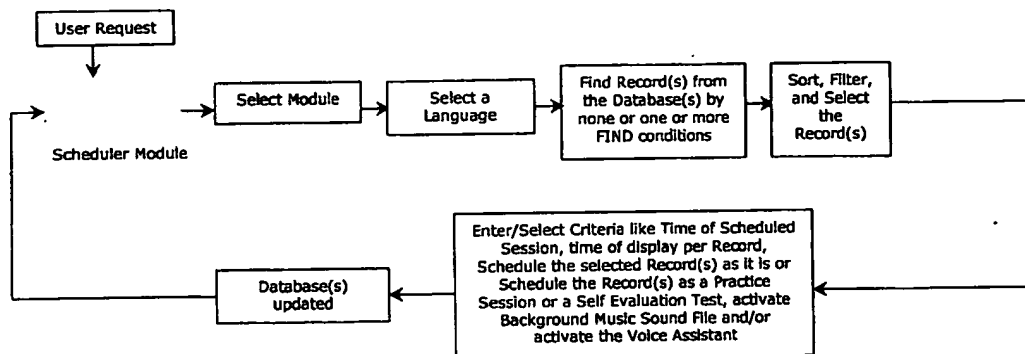 User Request
Scheduler Module
Select Module
Select a
Language
Find Record(s) from
the Database(s) by
none or one or more
FIND conditions
Sort, Filter,
and Select
the
Record(s)
Enter/Select Criteria like Time of Scheduled
Session, time of display per Record,
Schedule the selected Record(s) as it is or
Schedule the Record(s) as a Practice
Session or a Self Evaluation Test, activate
Background Music Sound File and/or
activate the Voice Assistant
Database(s)
updated